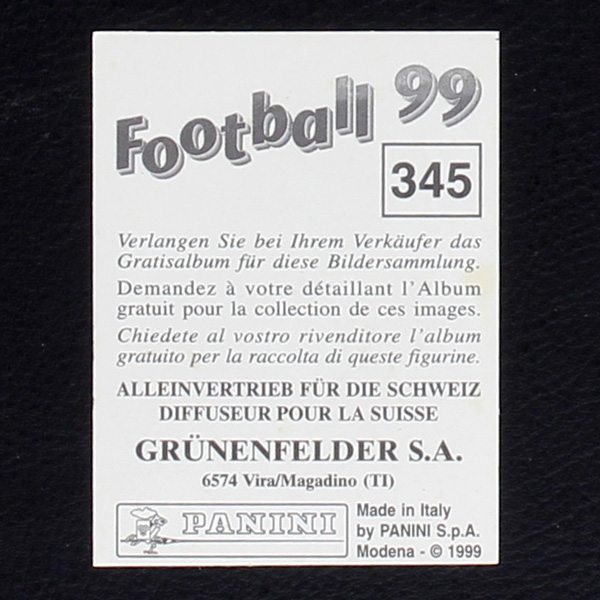 Football 99
345
Verlangen Sie bei Ihrem Verkäufer das
Gratisalbum für diese Bildersammlung.
Demandez à votre détaillant l'Album
gratuit pour la collection de ces images.
Chiedete al vostro rivenditore l'album
gratuito per la raccolta di queste figurine.
ALLEINVERTRIEB FÜR DIE SCHWEIZ
DIFFUSEUR POUR LA SUISSE
GRÜNENFELDER S.A.
6574 Vira/Magadino (TI)
PANINI
Made in Italy
by PANINI S.p.A.
Modena - © 1999